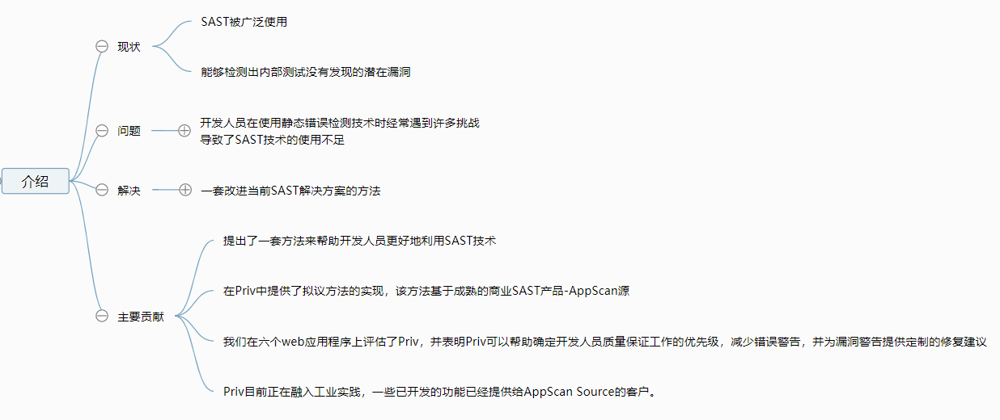 SAST被广泛使用
现状
能够检测出内部测试没有发现的潜在漏洞
开发人员在使用静态错误检测技术时经常遇到许多挑战
问题
导致了SAST技术的使用不足
介绍
解决
一套改进当前SAST解决方案的方法
提出了一套方法来帮助开发人员更好地利用SAST技术
在Priv中提供了拟议方法的实现，该方法基于成熟的商业SAST产品-AppScan源
主要贡献
我们在六个web应用程序上评估了Priv，并表明Priv可以帮助确定开发人员质量保证工作的优先级，减少错误警告，并为漏洞警告提供定制的修复建议
Priv目前正在融入工业实践，一些已开发的功能已经提供给AppScan Source的客户。